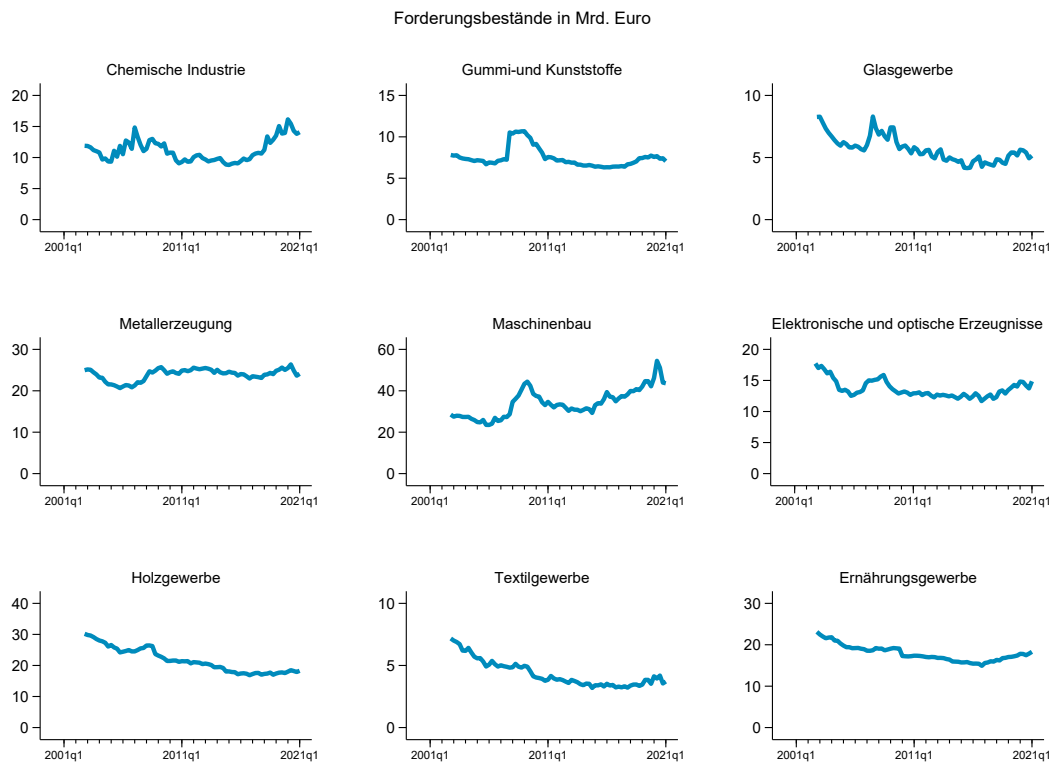 Forderungsbestände in Mrd. Euro
Chemische Industrie
20
15
10
5
0
2001q1 2011q1 2021q1
Gummi-und Kunststoffe
15
10
5
0
2001q1 2011q1 2021q1
Glasgewerbe
10
5
0
2001q1 2011q1 2021q1
Metallerzeugung
30
20
10
0
2001q1 2011q1 2021q1
Maschinenbau
60
40
20
0
2001q1 2011q1 2021q1
Elektronische und optische Erzeugnisse
20
15
10
5
0
2001q1 2011q1 2021q1
Holzgewerbe
40
30
20
10
0
2001q1 2011q1 2021q1
Textilgewerbe
10
5
0
2001q1 2011q1 2021q1
Ernährungsgewerbe
30
20
10
0
2001q1 2011q1 2021q1